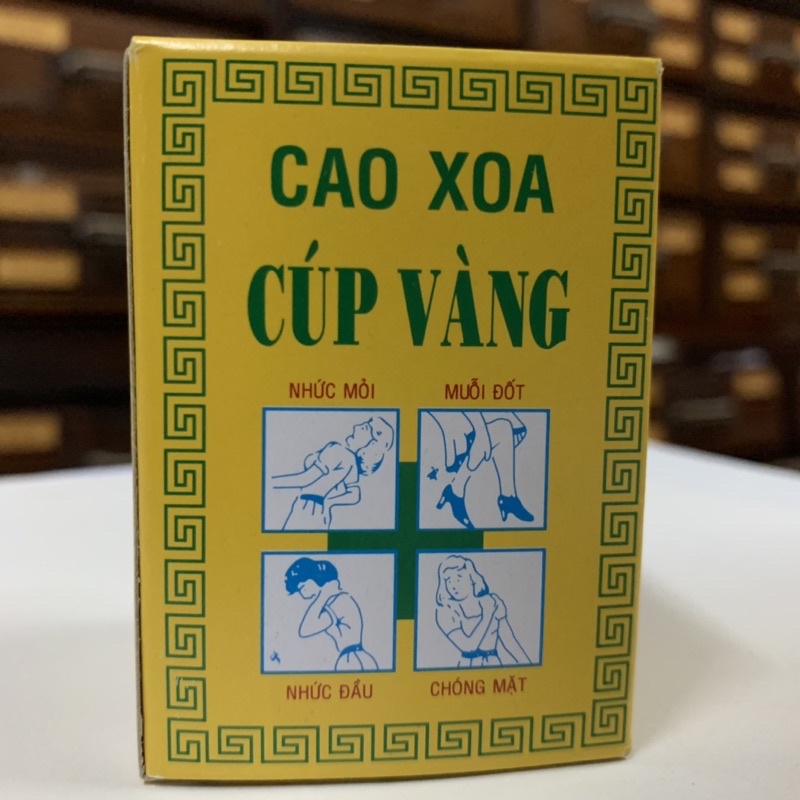 CAO XOA
CÚP VÀNG
NHỨC MỎI MUỖI ĐỐT
NHỨC ĐẦU CHÓNG MẶT